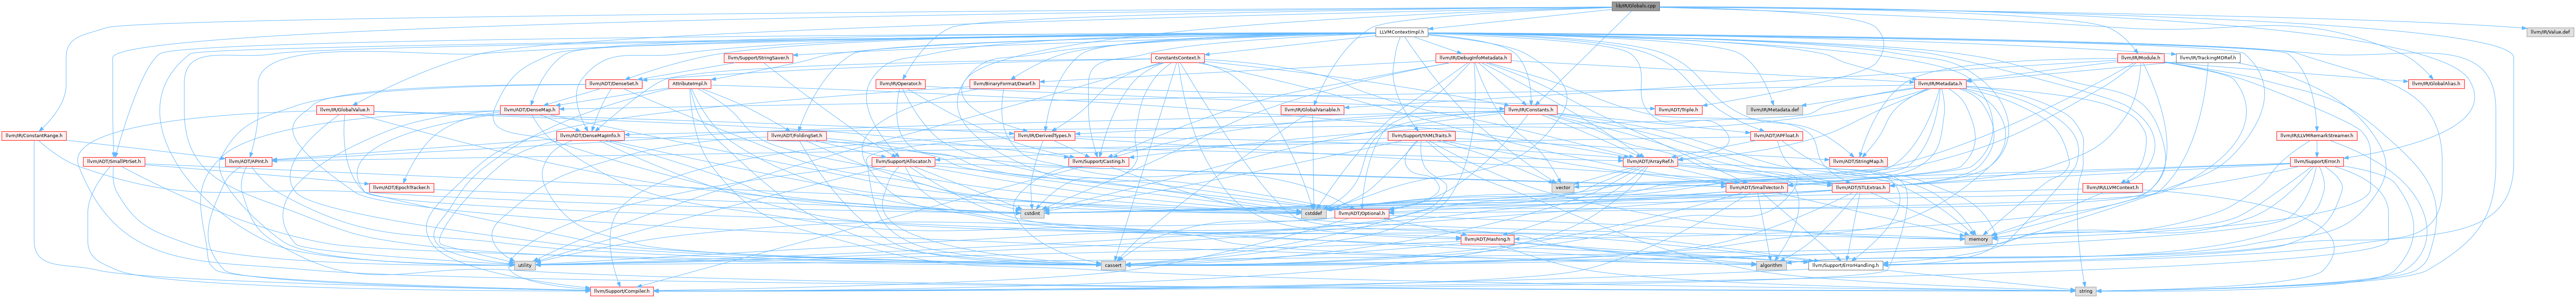 lib/IR/Globals.cpp
LLVMContextImpl.h
llvm/IR/Value.def
llvm/Support/StringSaver.h
ConstantsContext.h
llvm/IR/DebugInfoMetadata.h
llvm/IR/Module.h
llvm/IR/TrackingMDRef.h
llvm/ADT/DenseSet.h
AttributeImpl.h
llvm/IR/Operator.h
llvm/BinaryFormat/Dwarf.h
llvm/IR/Metadata.h
llvm/IR/GlobalAlias.h
llvm/IR/GlobalValue.h
llvm/ADT/DenseMap.h
llvm/IR/GlobalVariable.h
llvm/IR/Constants.h
llvm/ADT/Triple.h
llvm/IR/Metadata.def
llvm/IR/ConstantRange.h
llvm/ADT/DenseMapInfo.h
llvm/ADT/FoldingSet.h
llvm/IR/DerivedTypes.h
llvm/Support/YAMLTraits.h
llvm/ADT/APFloat.h
llvm/IR/LLVMRemarkStreamer.h
llvm/ADT/SmallPtrSet.h
llvm/ADT/APInt.h
llvm/Support/Allocator.h
llvm/Support/Casting.h
llvm/ADT/ArrayRef.h
llvm/ADT/StringMap.h
llvm/Support/Error.h
llvm/ADT/EpochTracker.h
vector
llvm/ADT/SmallVector.h
llvm/ADT/STLExtras.h
llvm/IR/LLVMContext.h
cstdint
cstddef
llvm/ADT/Optional.h
llvm/ADT/Hashing.h
memory
utility
cassert
algorithm
llvm/Support/ErrorHandling.h
llvm/Support/Compiler.h
string